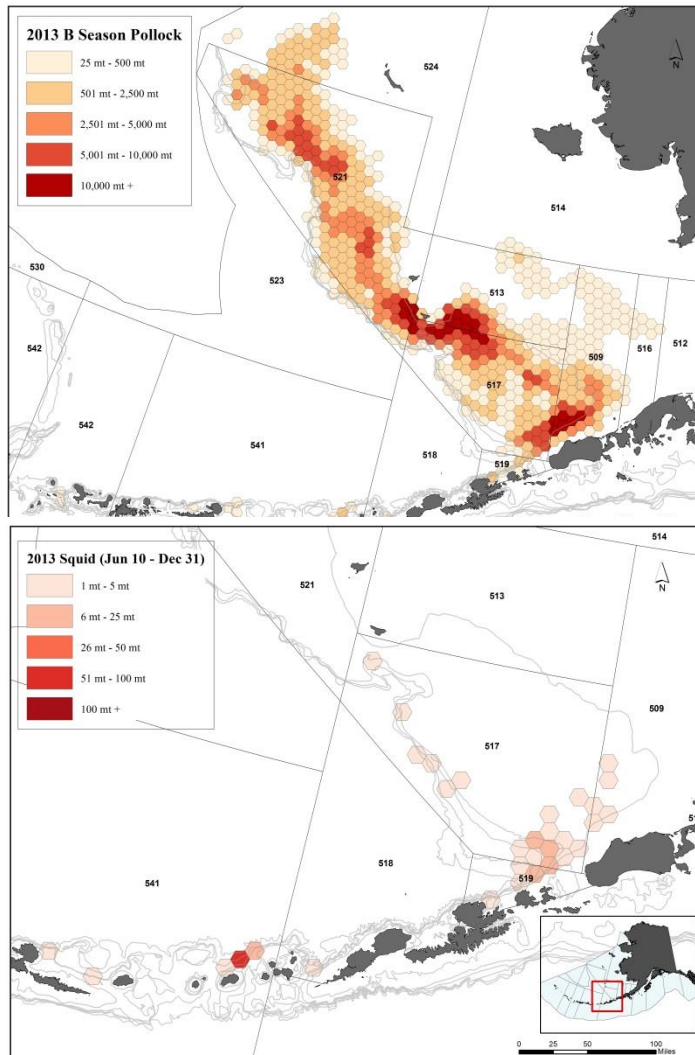 2013 B Season Pollock
25 mt - 500 mt
501 mt - 2,500 mt
2,501 mt - 5,000 mt
5,001 mt - 10,000 mt
10,000 mt +
524
N
521
514
530
523
513
542
509
516
512
517
542
541
518
519
2013 Squid (Jun 10 - Dec 31)
1 mt - 5 mt
6 mt - 25 mt
26 mt - 50 mt
51 mt - 100 mt
100 mt +
514
521
513
N
509
517
518
541
519
0 25 50 100
Miles